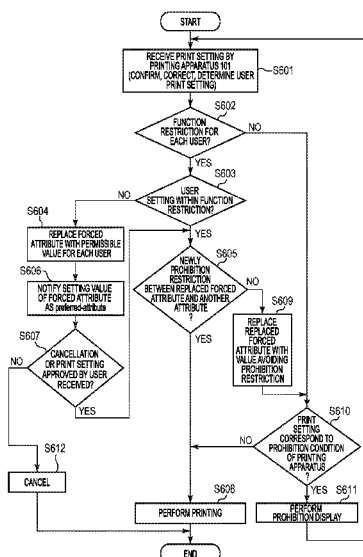 START
RECEIVE PRINT SETTING BY
PRINTING APPARATUS 101
(CONFIRM, CORRECT, DETERMINE USER
PRINT SETTING)
S601
S602
FUNCTION
RESTRICTION FOR
EACH USER?
NO
YES
S603
USER
SETTING WITHIN FUNCTION
RESTRICTION?
NO
YES
S604
REPLACE FORCED
ATTRIBUTE WITH PERMISSIBLE
VALUE FOR EACH USER
S605
NEWLY
PROHIBITION
RESTRICTION
BETWEEN REPLACED FORCED
ATTRIBUTE AND ANOTHER
ATTRIBUTE
?
NO
YES
S606
NOTIFY SETTING VALUE
OF FORCED ATTRIBUTE
AS preferred-attribute
S609
REPLACE
REPLACED
FORCED
ATTRIBUTE WITH
VALUE AVOIDING
PROHIBITION
RESTRICTION
S607
CANCELLATION
OR PRINT SETTING
APPROVED BY USER
RECEIVED?
NO
YES
S610
PRINT
SETTING
CORRESPOND TO
PROHIBITION CONDITION
OF PRINTING
APPARATUS
?
NO
YES
S612
CANCEL
S608
PERFORM PRINTING
S611
PERFORM
PROHIBITION DISPLAY
END